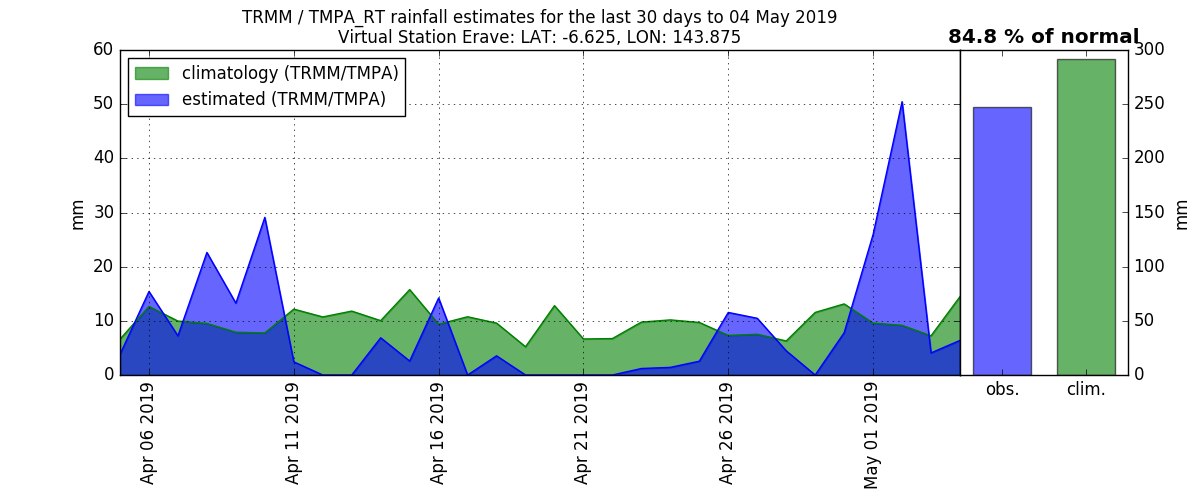 TRMM / TMPA_RT rainfall estimates for the last 30 days to 04 May 2019
Virtual Station Erave: LAT: -6.625, LON: 143.875
84.8 % of normal
climatology (TRMM/TMPA)
estimated (TRMM/TMPA)
60
50
40
30
20
10
0
mm
Apr 06 2019
Apr 11 2019
Apr 16 2019
Apr 21 2019
Apr 26 2019
May 01 2019
obs.
clim.
300
250
200
150
100
50
0
mm